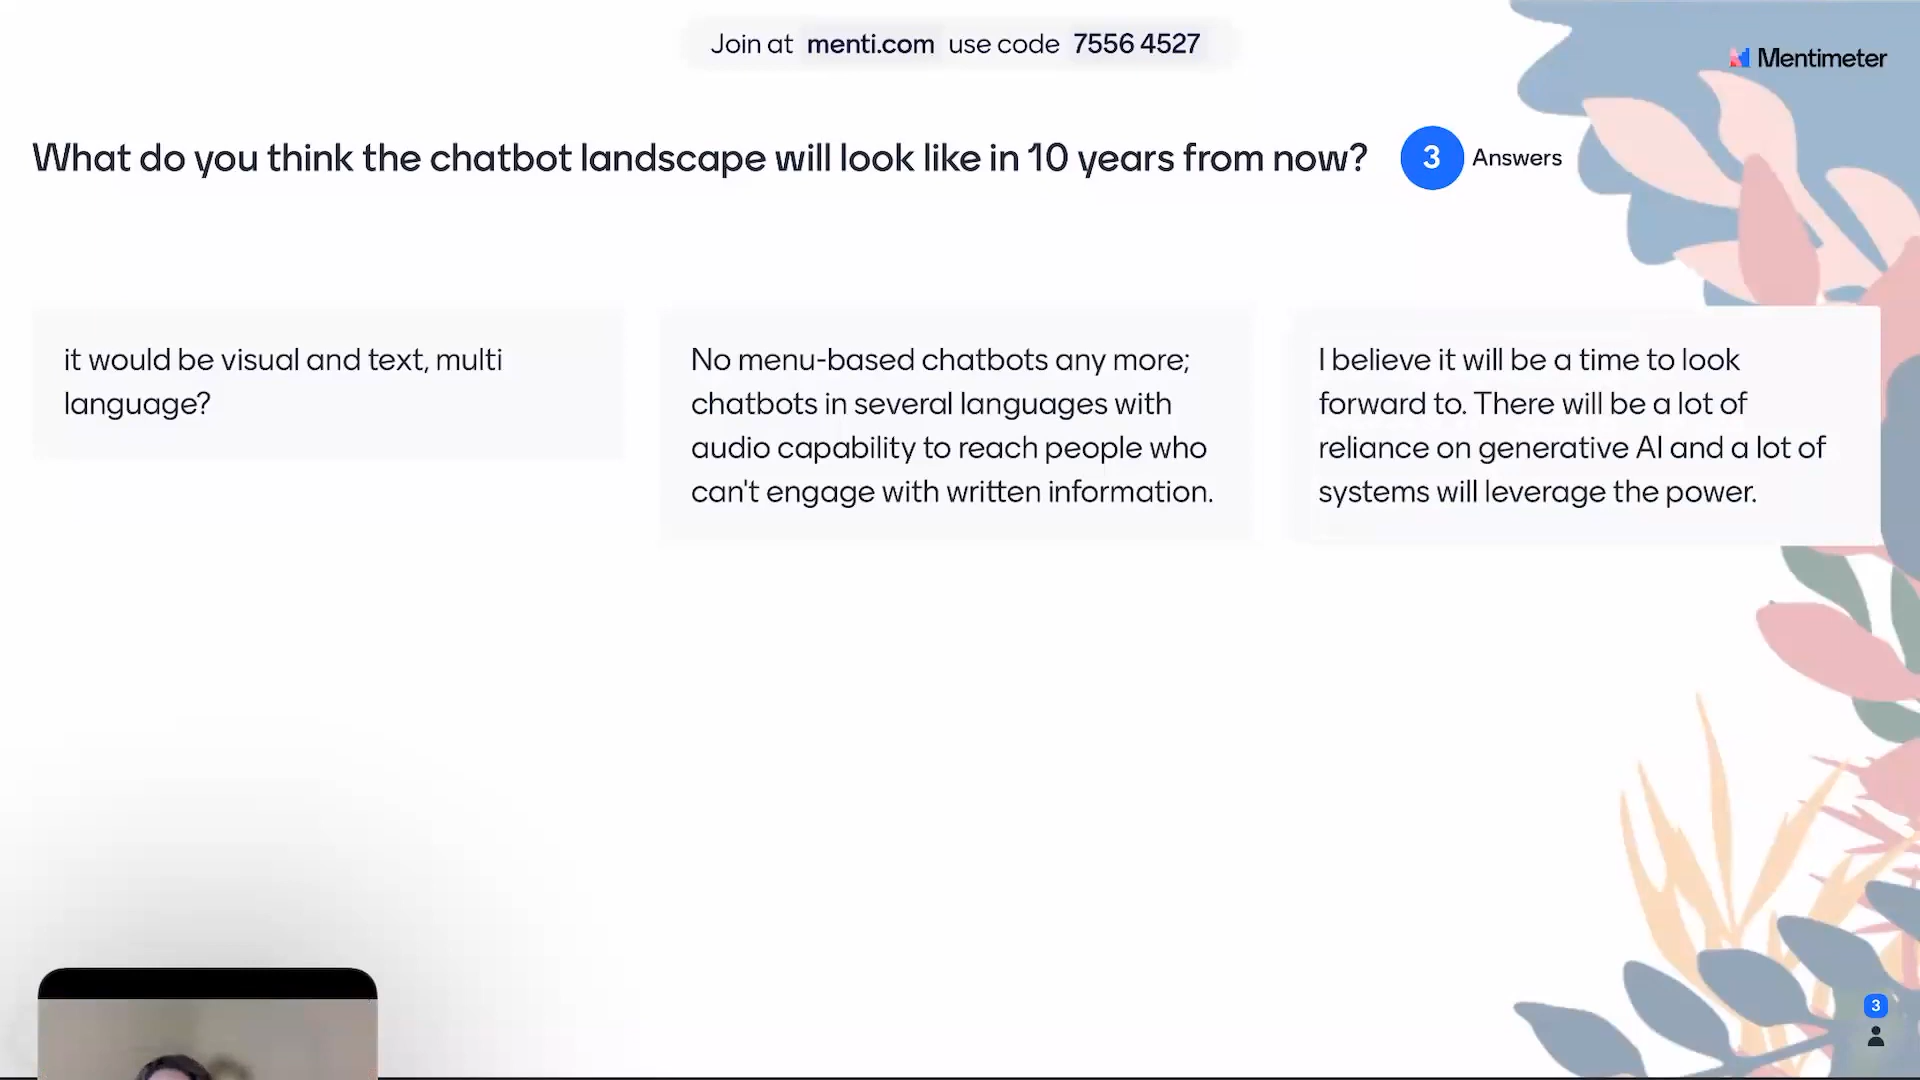 Join at menti.com use code 7556 4527
Mentimeter
What do you think the chatbot landscape will look like in 10 years from now?
3 Answers
it would be visual and text, multi
language?
No menu-based chatbots any more;
chatbots in several languages with
audio capability to reach people who
can't engage with written information.
I believe it will be a time to look
forward to. There will be a lot of
reliance on generative AI and a lot of
systems will leverage the power.
3